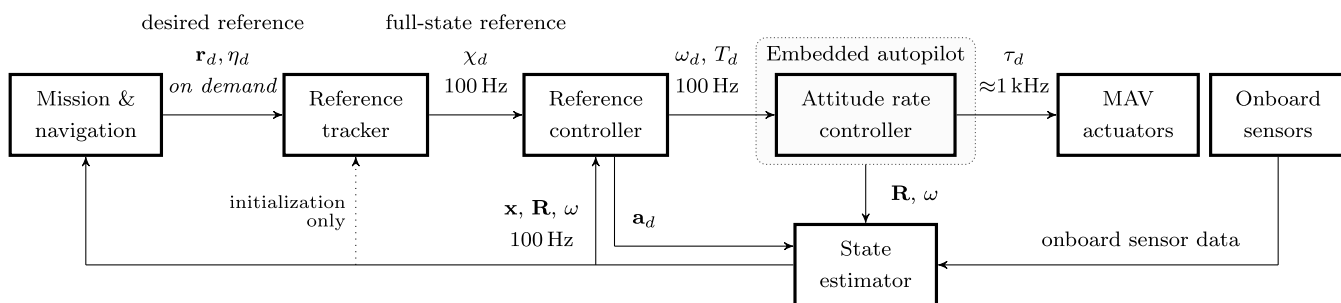 desired reference
full-state reference
𝐫_d, η_d
on demand
χ_d
100 Hz
ω_d, T_d
100 Hz
Embedded autopilot
τ_d
≈1 kHz
Mission &
navigation
Reference
tracker
Reference
controller
Attitude rate
controller
MAV
actuators
Onboard
sensors
initialization
only
𝐱, 𝐑, ω
100 Hz
𝐚_d
𝐑, ω
State
estimator
onboard sensor data